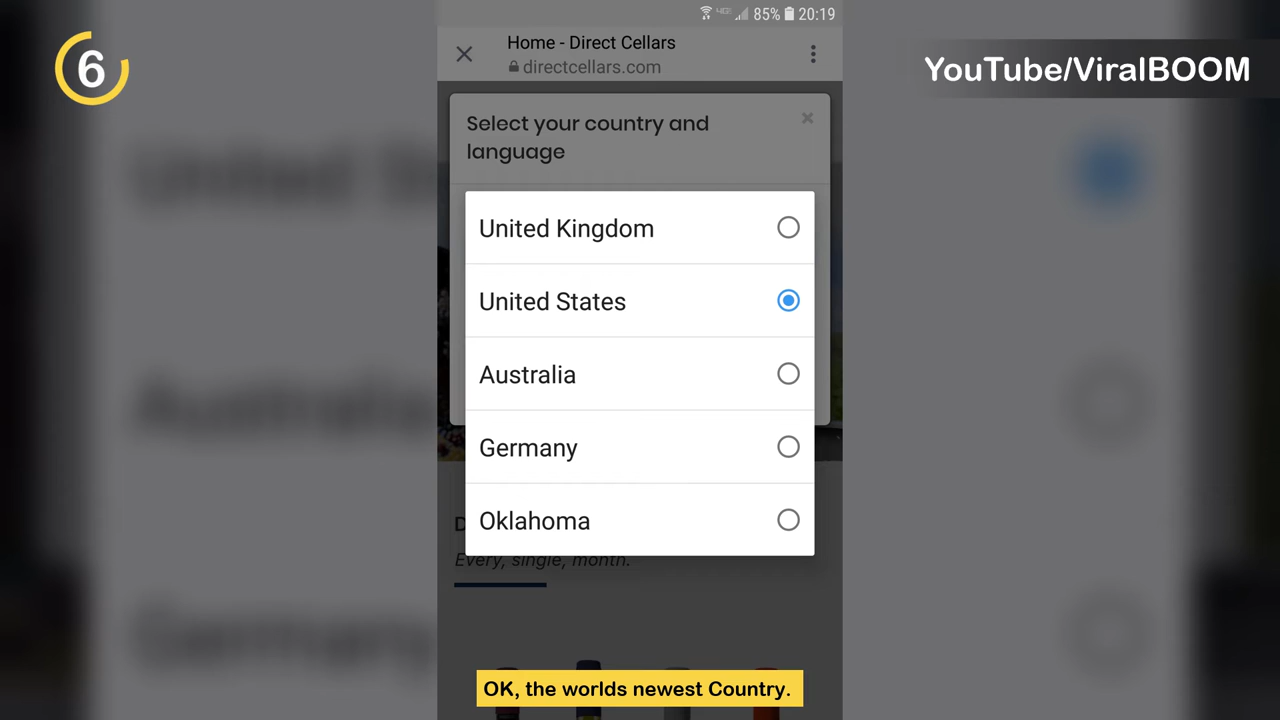 85% 20:19
6
Home - Direct Cellars
directcellars.com
YouTube/ViralBOOM
Select your country and
language
United Kingdom
United States
Australia
Germany
Oklahoma
Every, single, month.
OK, the worlds newest Country.